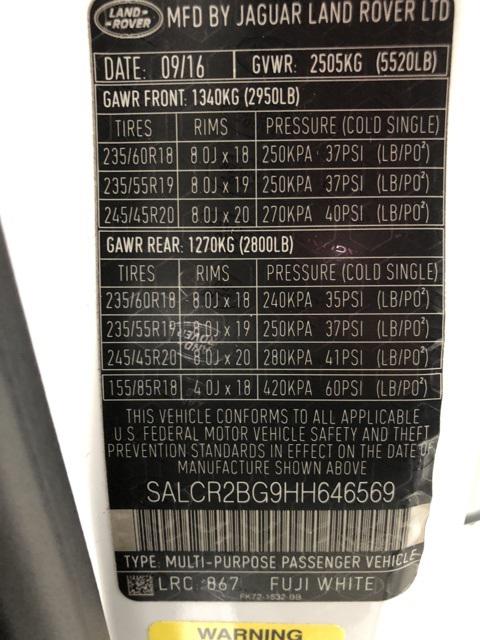 LAND-
-ROVER
MFD BY JAGUAR LAND ROVER LTD
DATE: 09/16 GVWR: 2505KG (5520LB)
GAWR FRONT: 1340KG (2950LB)
TIRES RIMS PRESSURE (COLD SINGLE)
235/60R18 8.0J x 18 250KPA 37PSI (LB/PO²)
235/55R19 8.0J x 19 250KPA 37PSI (LB/PO²)
245/45R20 8.0J x 20 270KPA 40PSI (LB/PO²)
GAWR REAR: 1270KG (2800LB)
TIRES RIMS PRESSURE (COLD SINGLE)
235/60R18 8.0J x 18 240KPA 35PSI (LB/PO²)
235/55R19 8.0J x 19 250KPA 37PSI (LB/PO²)
245/45R20 8.0J x 20 280KPA 41PSI (LB/PO²)
155/85R18 4.0J x 18 420KPA 60PSI (LB/PO²)
THIS VEHICLE CONFORMS TO ALL APPLICABLE
U.S. FEDERAL MOTOR VEHICLE SAFETY AND THEFT
PREVENTION STANDARDS IN EFFECT ON THE DATE OF
MANUFACTURE SHOWN ABOVE
SALCR2BG9HH646569
TYPE: MULTI-PURPOSE PASSENGER VEHICLE
LRC 867 FUJI WHITE
FK72-1532-BB
WARNING